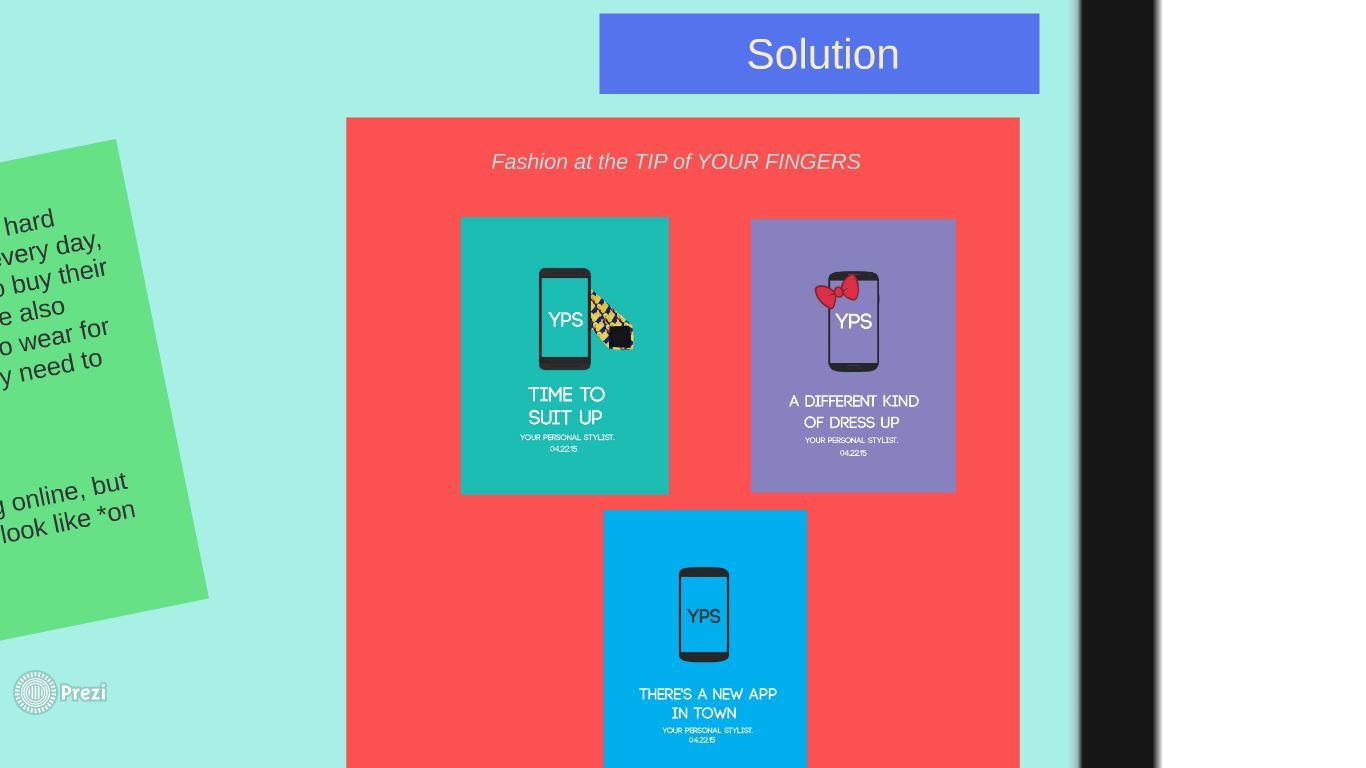 Solution
Fashion at the TIP of YOUR FINGERS
hard
every day,
o buy their
e also
o wear for
y need to
g online, but
look like *on
YPS
TIME TO
SUIT UP
YOUR PERSONAL STYLIST.
04.22.15
YPS
A DIFFERENT KIND
OF DRESS UP
YOUR PERSONAL STYLIST.
04.22.15
YPS
THERE'S A NEW APP
IN TOWN
YOUR PERSONAL STYLIST.
04.22.15
Prezi